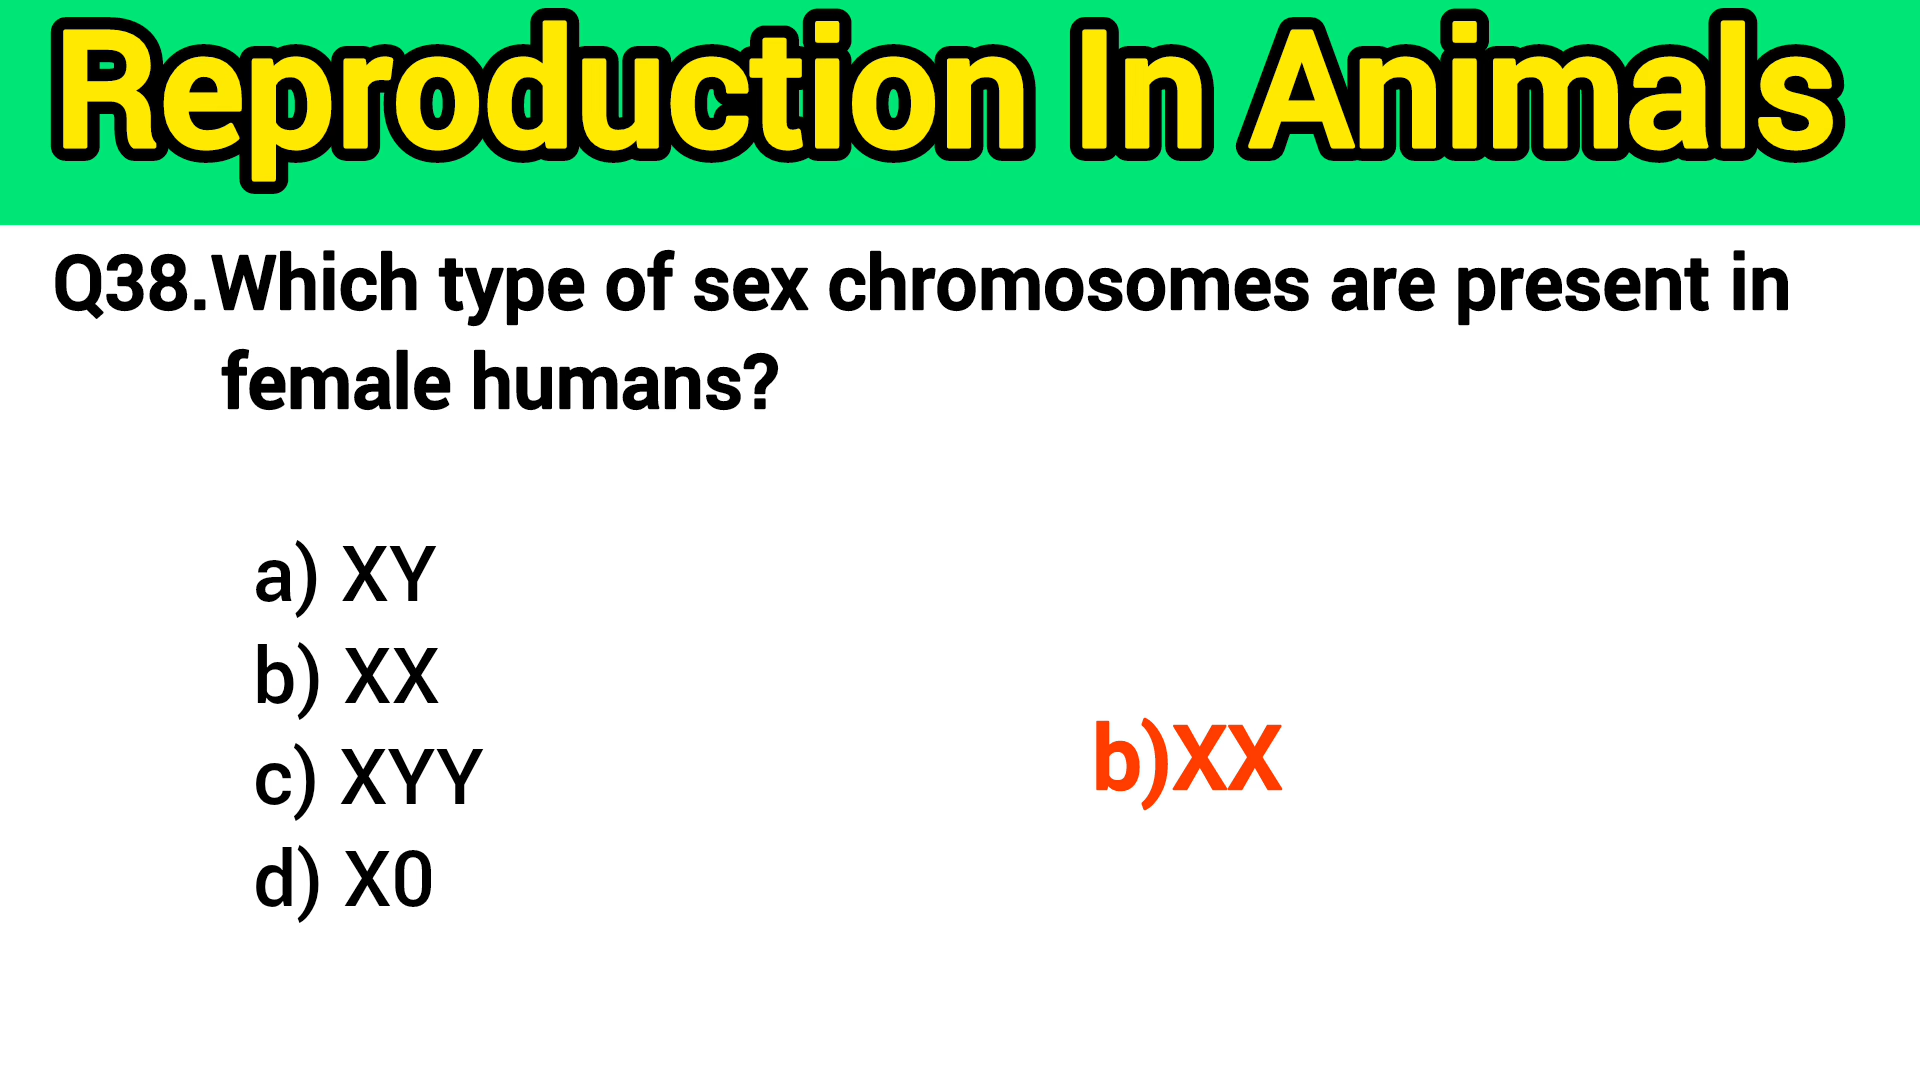 Reproduction In Animals
Q38.Which type of sex chromosomes are present in
female humans?
a) XY
b) XX
c) XYY
d) X0
b)XX